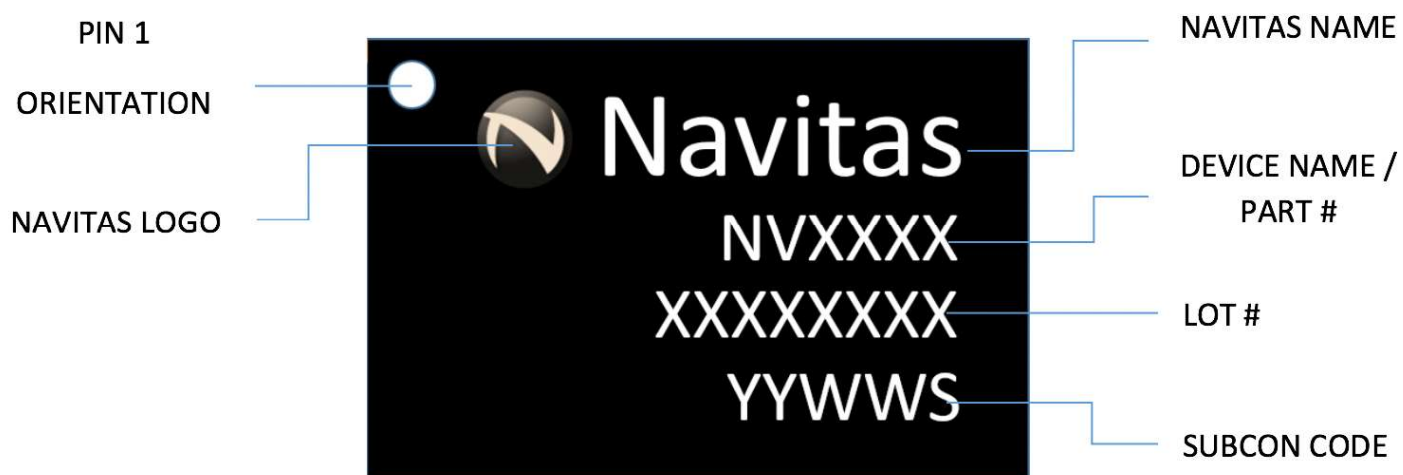 PIN 1
ORIENTATION
NAVITAS LOGO
Navitas
NVXXXX
XXXXXXXX
YYWWS
NAVITAS NAME
DEVICE NAME /
PART #
LOT #
SUBCON CODE